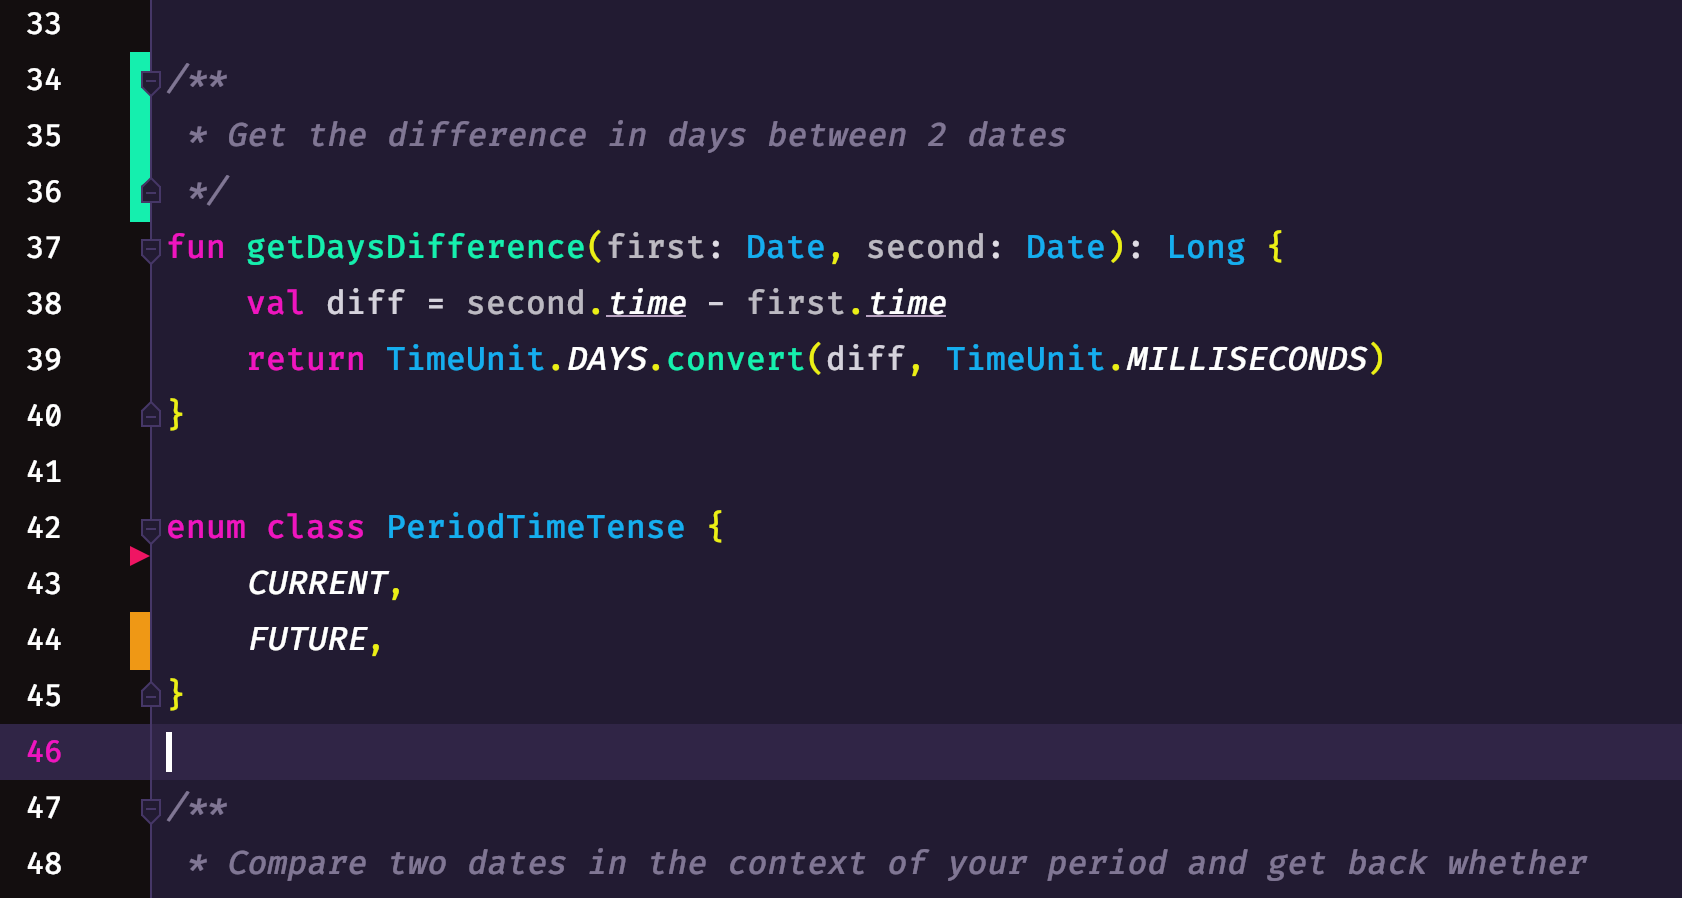 33
34 /**
35  * Get the difference in days between 2 dates
36  */
37 fun getDaysDifference(first: Date, second: Date): Long {
38     val diff = second.time - first.time
39     return TimeUnit.DAYS.convert(diff, TimeUnit.MILLISECONDS)
40 }
41
42 enum class PeriodTimeTense {
43     CURRENT,
44     FUTURE,
45 }
46
47 /**
48  * Compare two dates in the context of your period and get back whether